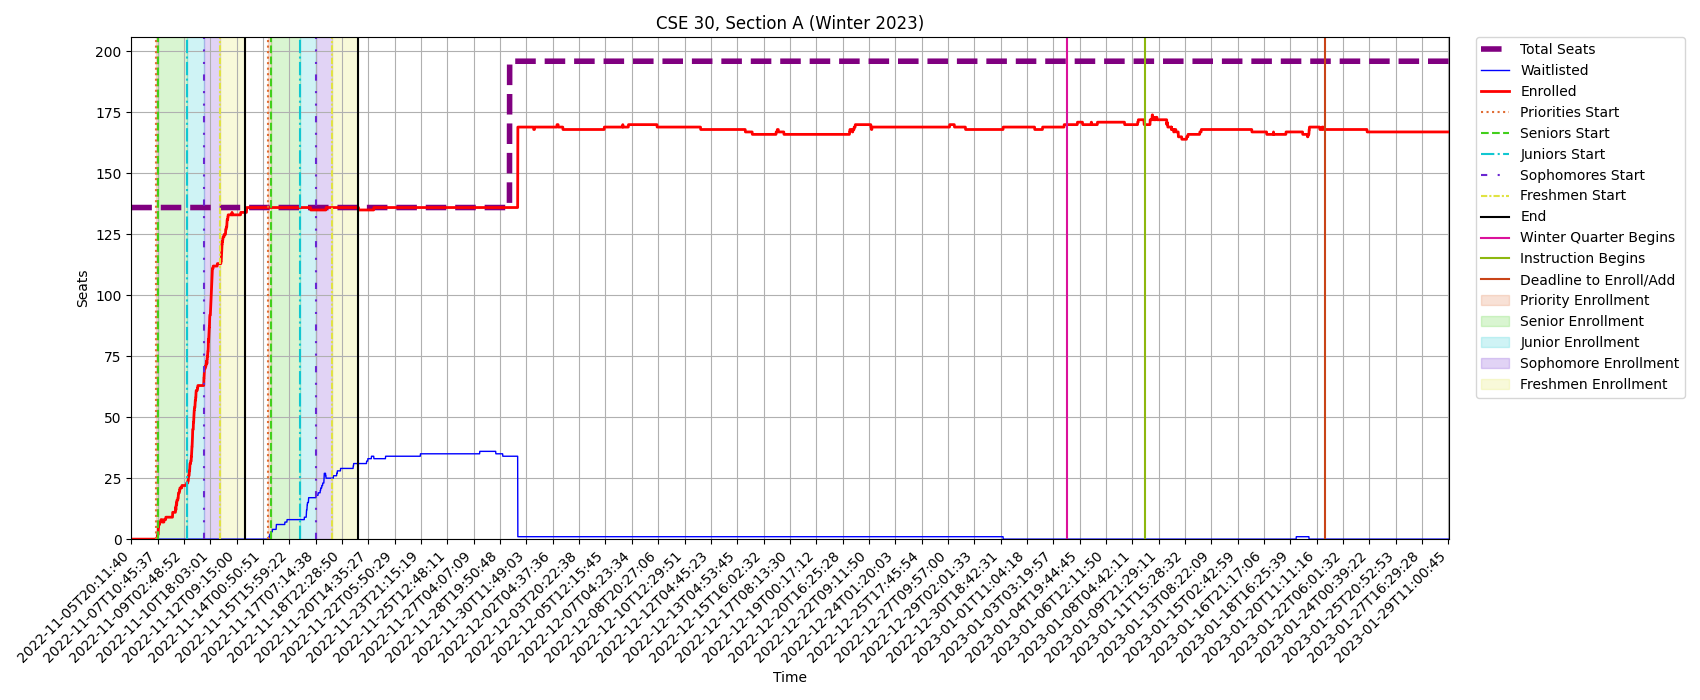 CSE 30, Section A (Winter 2023)
200
175
150
125
100
75
50
25
0
Seats
2022-11-05T20:11:40
2022-11-07T10:45:37
2022-11-09T02:48:52
2022-11-10T18:03:01
2022-11-12T09:15:00
2022-11-14T00:50:51
2022-11-15T15:59:22
2022-11-17T07:14:38
2022-11-18T22:28:50
2022-11-20T14:35:27
2022-11-22T05:50:29
2022-11-23T21:15:19
2022-11-25T12:48:11
2022-11-27T04:07:09
2022-11-28T19:50:48
2022-11-30T11:49:03
2022-12-02T04:37:36
2022-12-03T20:22:38
2022-12-05T12:15:45
2022-12-07T04:23:34
2022-12-08T20:27:06
2022-12-10T12:29:51
2022-12-12T04:45:23
2022-12-13T04:53:45
2022-12-15T16:02:32
2022-12-17T08:13:30
2022-12-19T00:17:12
2022-12-20T16:25:28
2022-12-22T09:11:50
2022-12-24T01:20:03
2022-12-25T17:45:54
2022-12-27T09:57:00
2022-12-29T02:01:33
2022-12-30T18:42:31
2023-01-01T11:04:18
2023-01-03T03:19:57
2023-01-04T19:44:45
2023-01-06T12:11:50
2023-01-08T04:42:11
2023-01-09T21:29:11
2023-01-11T15:28:32
2023-01-13T08:22:09
2023-01-15T02:42:59
2023-01-16T21:17:06
2023-01-18T16:25:39
2023-01-20T11:11:16
2023-01-22T06:01:32
2023-01-24T00:39:22
2023-01-25T20:52:53
2023-01-27T16:29:28
2023-01-29T11:00:45
Time
Total Seats
Waitlisted
Enrolled
Priorities Start
Seniors Start
Juniors Start
Sophomores Start
Freshmen Start
End
Winter Quarter Begins
Instruction Begins
Deadline to Enroll/Add
Priority Enrollment
Senior Enrollment
Junior Enrollment
Sophomore Enrollment
Freshmen Enrollment